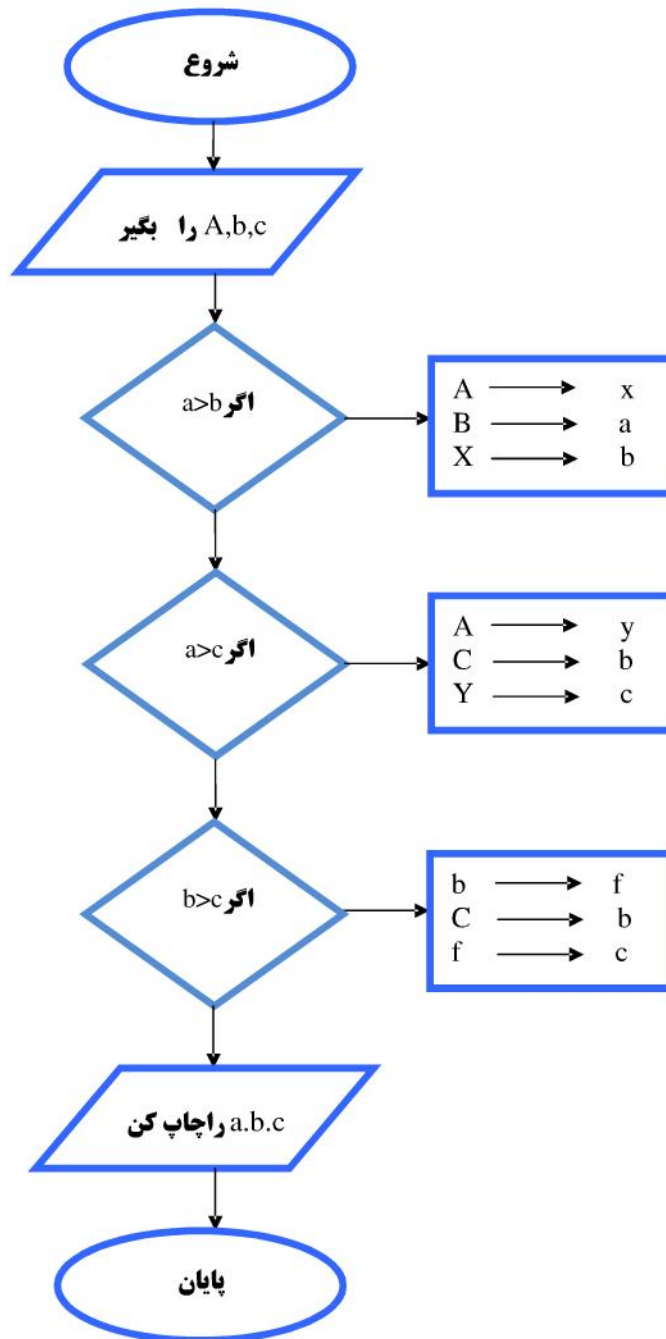 شروع
A,b,c را بگیر
اگر a>b
A x
B a
X b
اگر a>c
A y
C b
Y c
اگر b>c
b f
C b
f c
a.b.c راچاپ کن
پایان